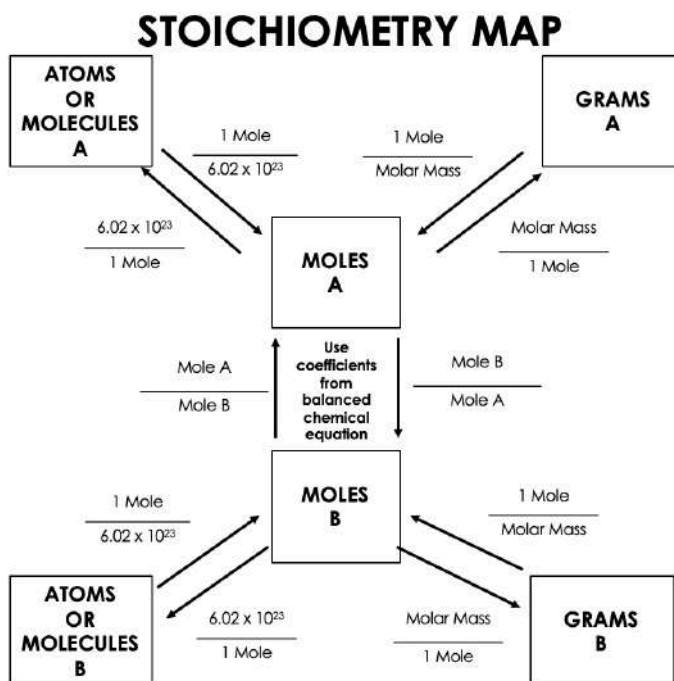 STOICHIOMETRY MAP
ATOMS
OR
MOLECULES
A
GRAMS
A
1 Mole
6.02 x 10²³
1 Mole
Molar Mass
6.02 x 10²³
1 Mole
MOLES
A
Molar Mass
1 Mole
Mole A
Mole B
Use
coefficients
from
balanced
chemical
equation
Mole B
Mole A
1 Mole
6.02 x 10²³
MOLES
B
1 Mole
Molar Mass
ATOMS
OR
MOLECULES
B
6.02 x 10²³
1 Mole
Molar Mass
1 Mole
GRAMS
B